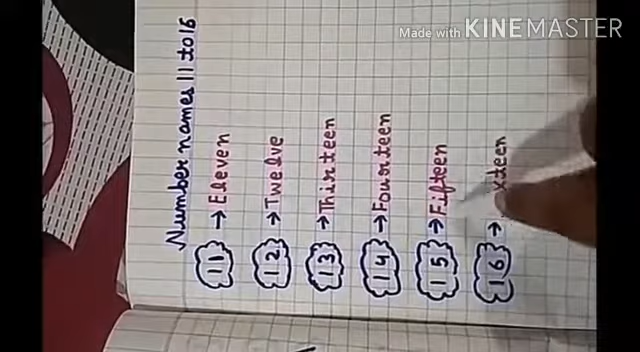 Made with KINEMASTER
Number names 11 to 16
11 → Eleven
12 → Twelve
13 → Thirteen
14 → Fourteen
15 → Fifteen
16 →